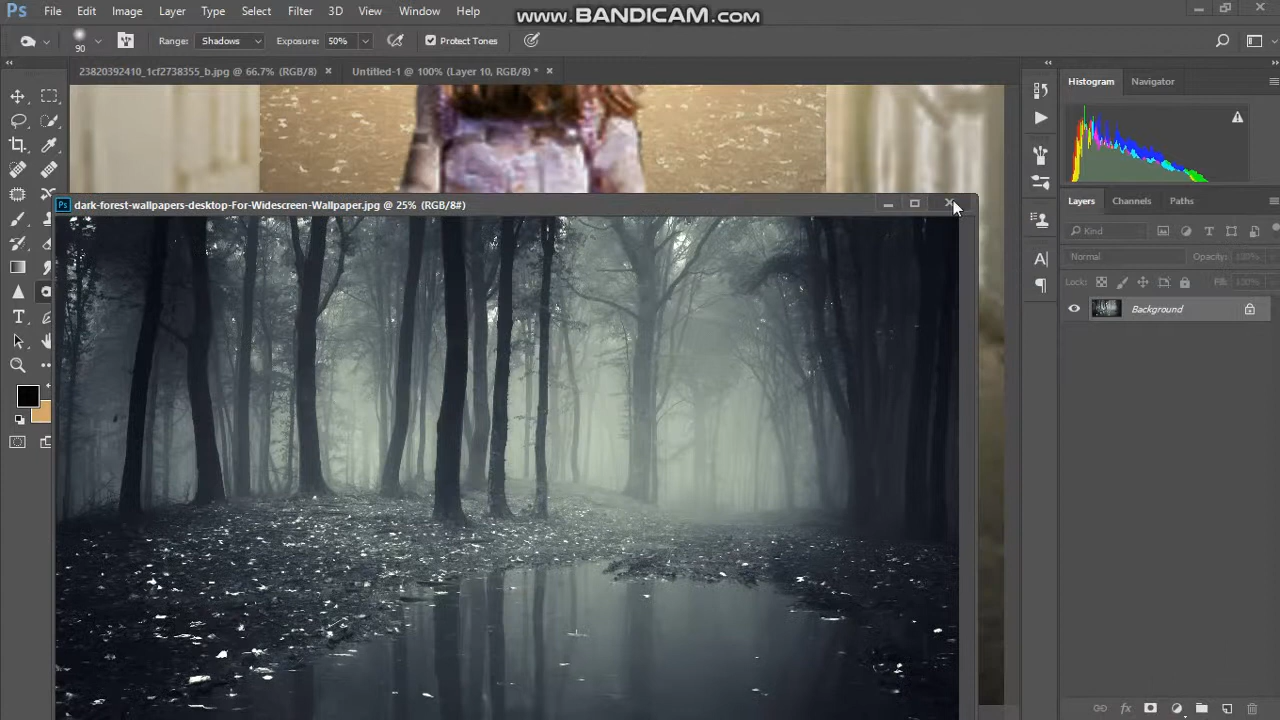 Ps File Edit Image Layer Type Select Filter 3D View Window Help
www.BANDICAM.com
90 Range: Shadows Exposure: 50% Protect Tones
23820392410_1cf2738355_b.jpg @ 66.7% (RGB/8) × Untitled-1 @ 100% (Layer 10, RGB/8) * ×
Histogram Navigator
Ps dark-forest-wallpapers-desktop-For-Widescreen-Wallpaper.jpg @ 25% (RGB/8#)
Layers Channels Paths
Kind
Normal Opacity: 100%
Lock: Fill: 100%
Background